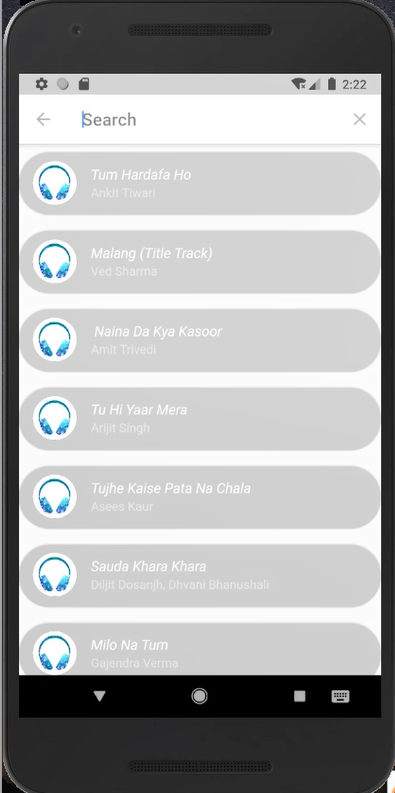 2:22
Search
Tum Hardafa Ho
Ankit Tiwari
Malang (Title Track)
Ved Sharma
Naina Da Kya Kasoor
Amit Trivedi
Tu Hi Yaar Mera
Arijit Singh
Tujhe Kaise Pata Na Chala
Asees Kaur
Sauda Khara Khara
Diljit Dosanjh, Dhvani Bhanushali
Milo Na Tum
Gajendra Verma